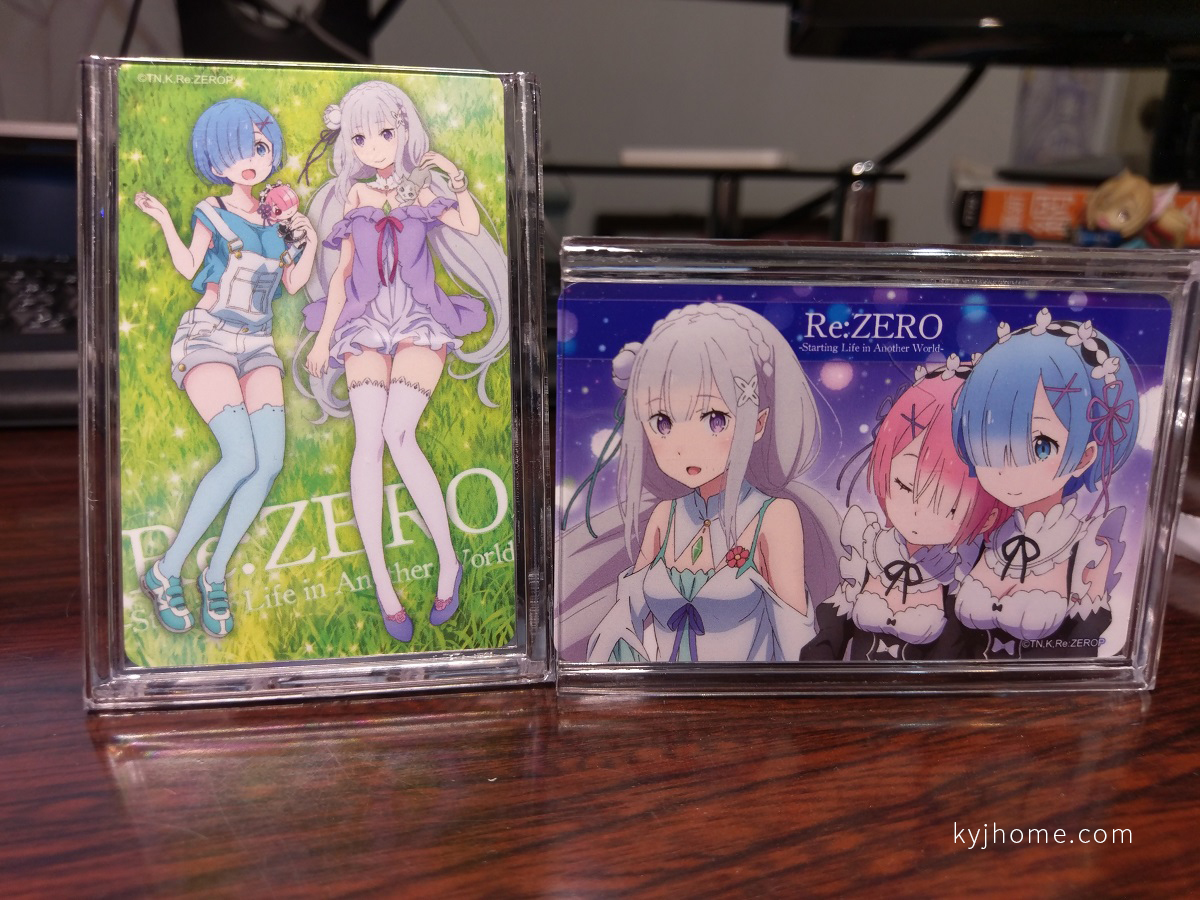 ©TN.K.Re:ZEROP
Re:ZERO
Life in Another World
Re:ZERO
-Starting Life in Another World-
©TN.K.Re:ZEROP
kyjhome.com